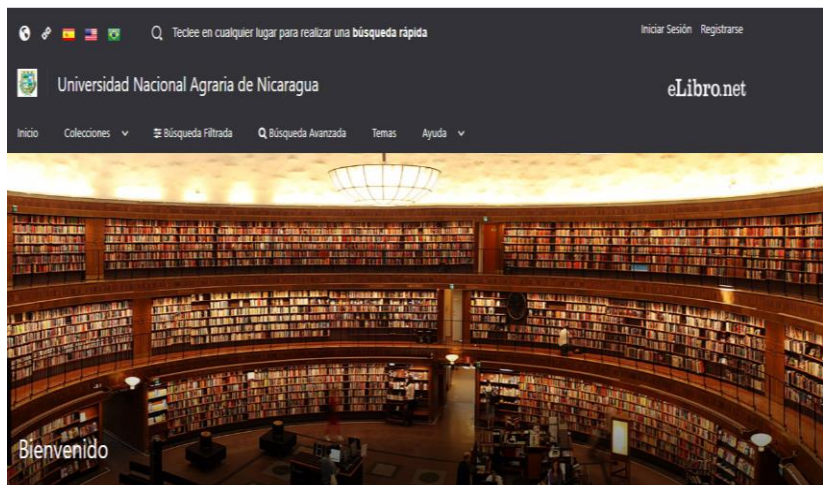 Teclee en cualquier lugar para realizar una búsqueda rápida
Iniciar Sesión Registrarse
Universidad Nacional Agraria de Nicaragua
eLibro.net
Inicio Colecciones Búsqueda Filtrada Búsqueda Avanzada Temas Ayuda
Bienvenido